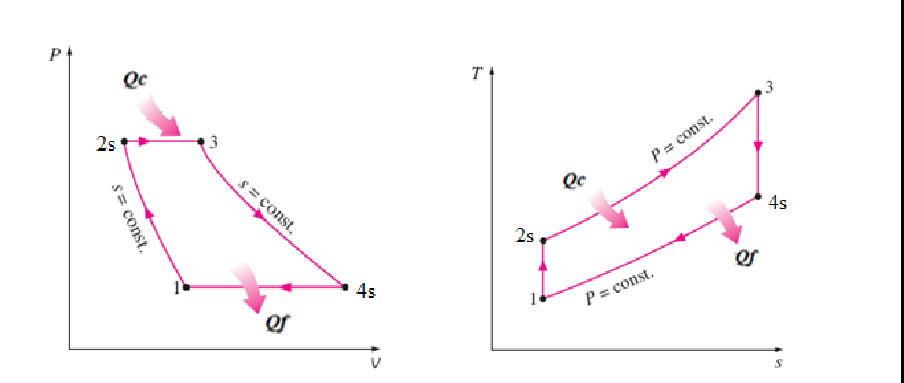 P
Qc
2s
3
s = const.
s = const.
1
4s
Qf
v
T
3
P = const.
Qc
4s
2s
Qf
1
P = const.
s